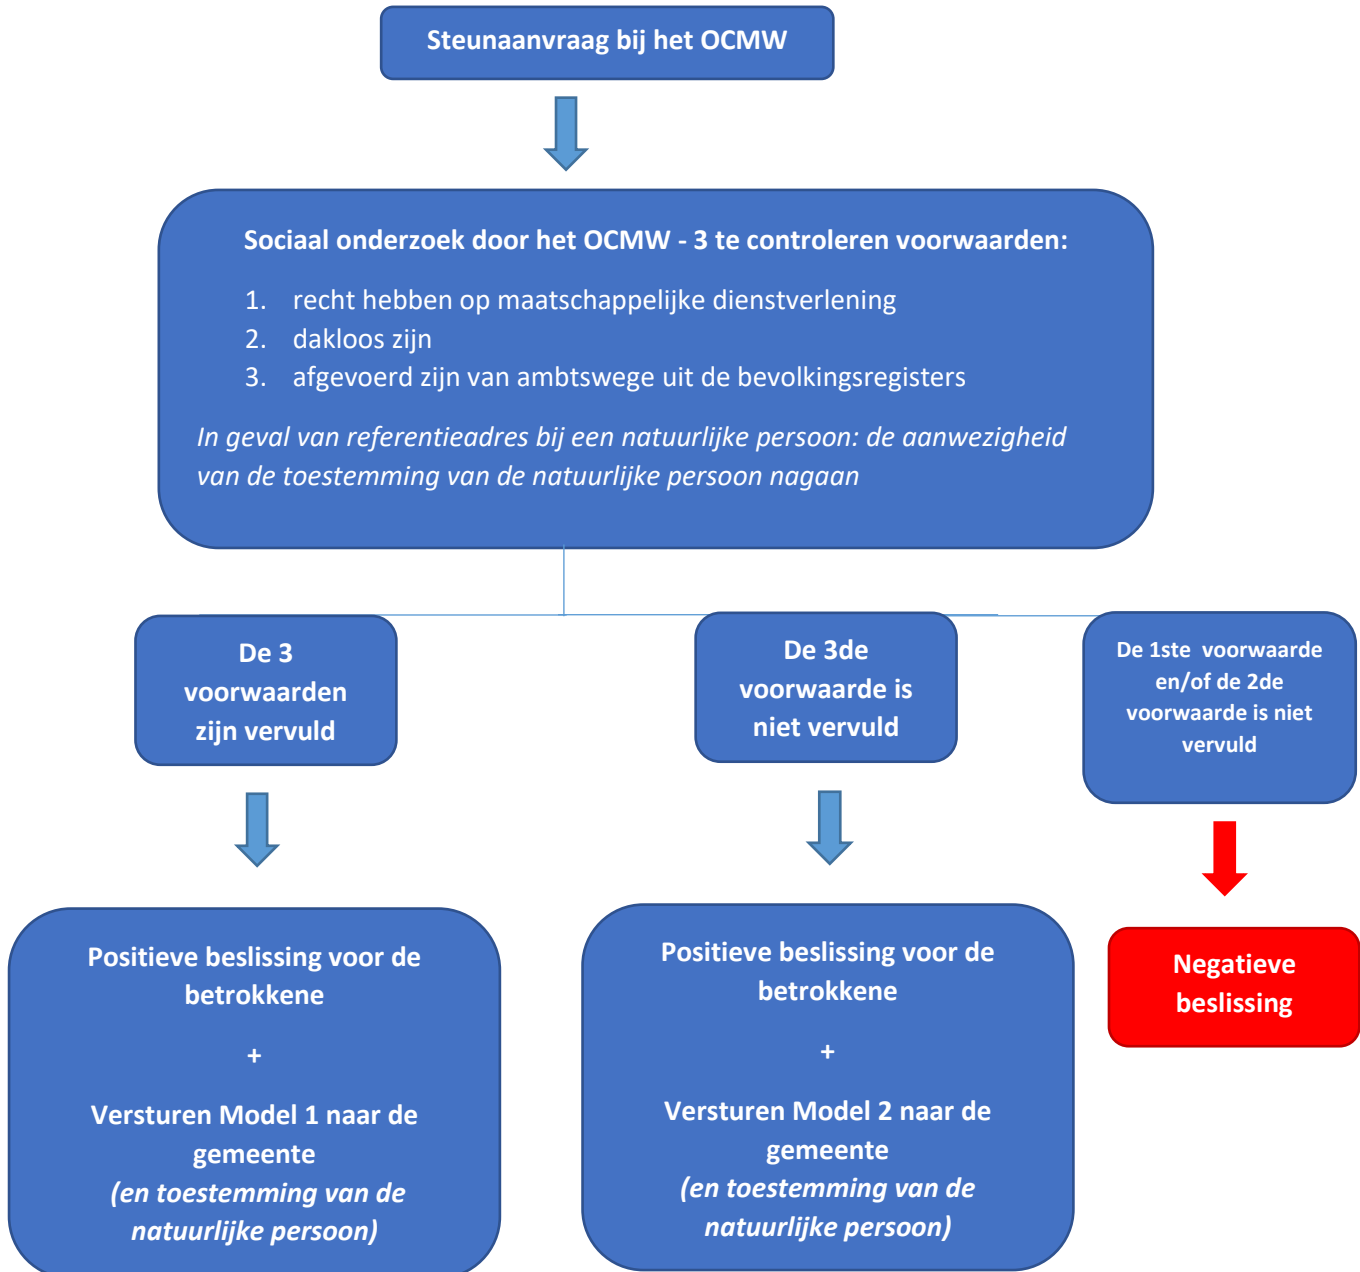 Steunaanvraag bij het OCMW
Sociaal onderzoek door het OCMW - 3 te controleren voorwaarden:
1. recht hebben op maatschappelijke dienstverlening
2. dakloos zijn
3. afgevoerd zijn van ambtswege uit de bevolkingsregisters
In geval van referentieadres bij een natuurlijke persoon: de aanwezigheid
van de toestemming van de natuurlijke persoon nagaan
De 3
voorwaarden
zijn vervuld
De 3de
voorwaarde is
niet vervuld
De 1ste voorwaarde
en/of de 2de
voorwaarde is niet
vervuld
Positieve beslissing voor de
betrokkene
+
Versturen Model 1 naar de
gemeente
(en toestemming van de
natuurlijke persoon)
Positieve beslissing voor de
betrokkene
+
Versturen Model 2 naar de
gemeente
(en toestemming van de
natuurlijke persoon)
Negatieve
beslissing